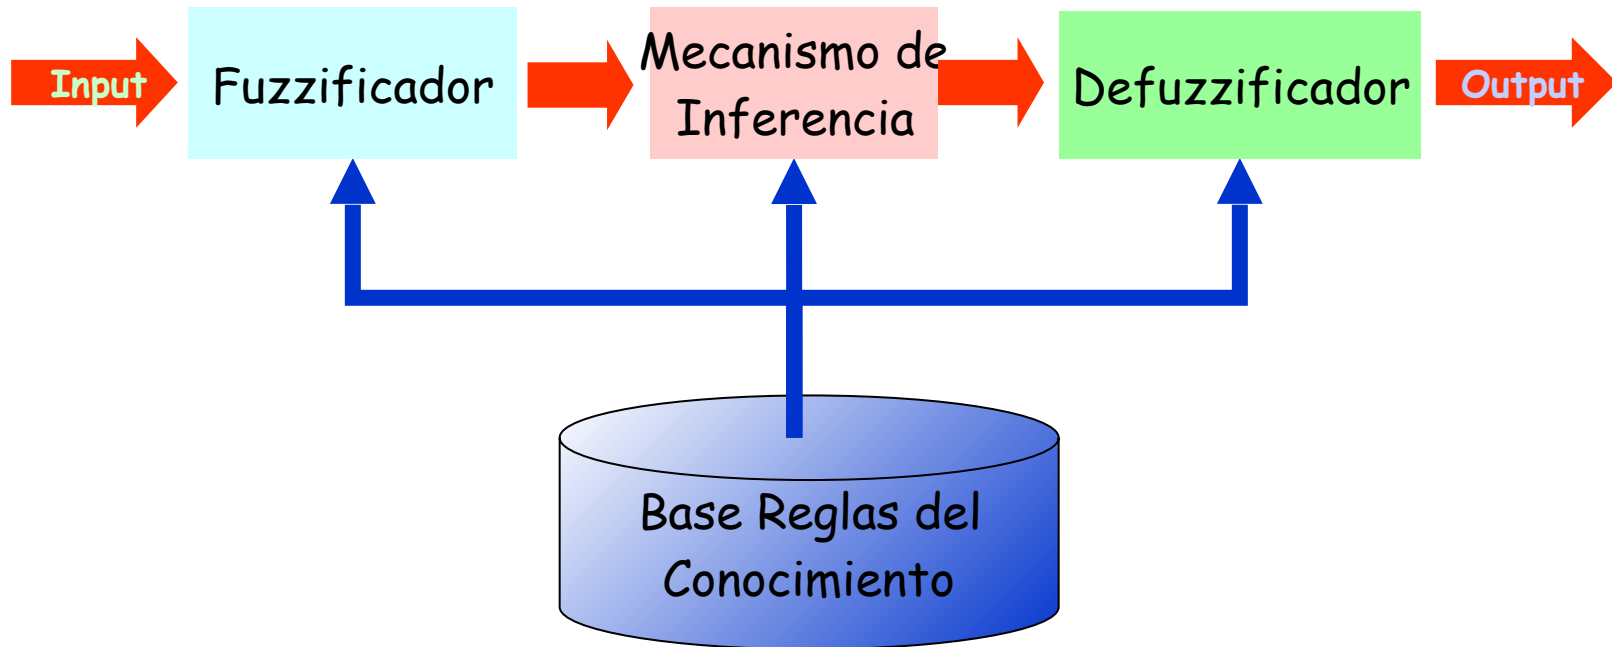 Input
Fuzzificador
Mecanismo de
Inferencia
Defuzzificador
Output
Base Reglas del
Conocimiento